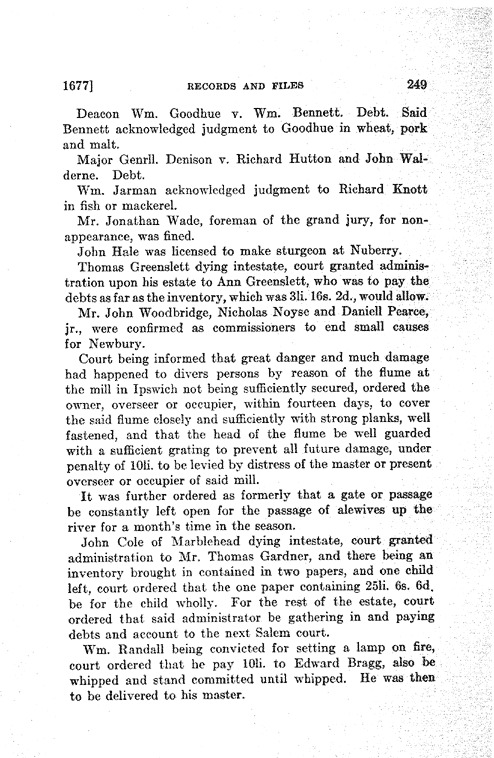 1677] RECORDS AND FILES 249
Deacon Wm. Goodhue v. Wm. Bennett. Debt. Said
Bennett acknowledged judgment to Goodhue in wheat, pork
and malt.
Major Genrll. Denison v. Richard Hutton and John Wal-
derne. Debt.
Wm. Jarman acknowledged judgment to Richard Knott
in fish or mackerel.
Mr. Jonathan Wade, foreman of the grand jury, for non-
appearance, was fined.
John Hale was licensed to make sturgeon at Nuberry.
Thomas Greenslett dying intestate, court granted adminis-
tration upon his estate to Ann Greenslett, who was to pay the
debts as far as the inventory, which was 3li. 16s. 2d., would allow.
Mr. John Woodbridge, Nicholas Noyse and Daniell Pearce,
jr., were confirmed as commissioners to end small causes
for Newbury.
Court being informed that great danger and much damage
had happened to divers persons by reason of the flume at
the mill in Ipswich not being sufficiently secured, ordered the
owner, overseer or occupier, within fourteen days, to cover
the said flume closely and sufficiently with strong planks, well
fastened, and that the head of the flume be well guarded
with a sufficient grating to prevent all future damage, under
penalty of 10li. to be levied by distress of the master or present
overseer or occupier of said mill.
It was further ordered as formerly that a gate or passage
be constantly left open for the passage of alewives up the
river for a month's time in the season.
John Cole of Marblehead dying intestate, court granted
administration to Mr. Thomas Gardner, and there being an
inventory brought in contained in two papers, and one child
left, court ordered that the one paper containing 25li. 6s. 6d.
be for the child wholly. For the rest of the estate, court
ordered that said administrator be gathering in and paying
debts and account to the next Salem court.
Wm. Randall being convicted for setting a lamp on fire,
court ordered that he pay 10li. to Edward Bragg, also be
whipped and stand committed until whipped. He was then
to be delivered to his master.